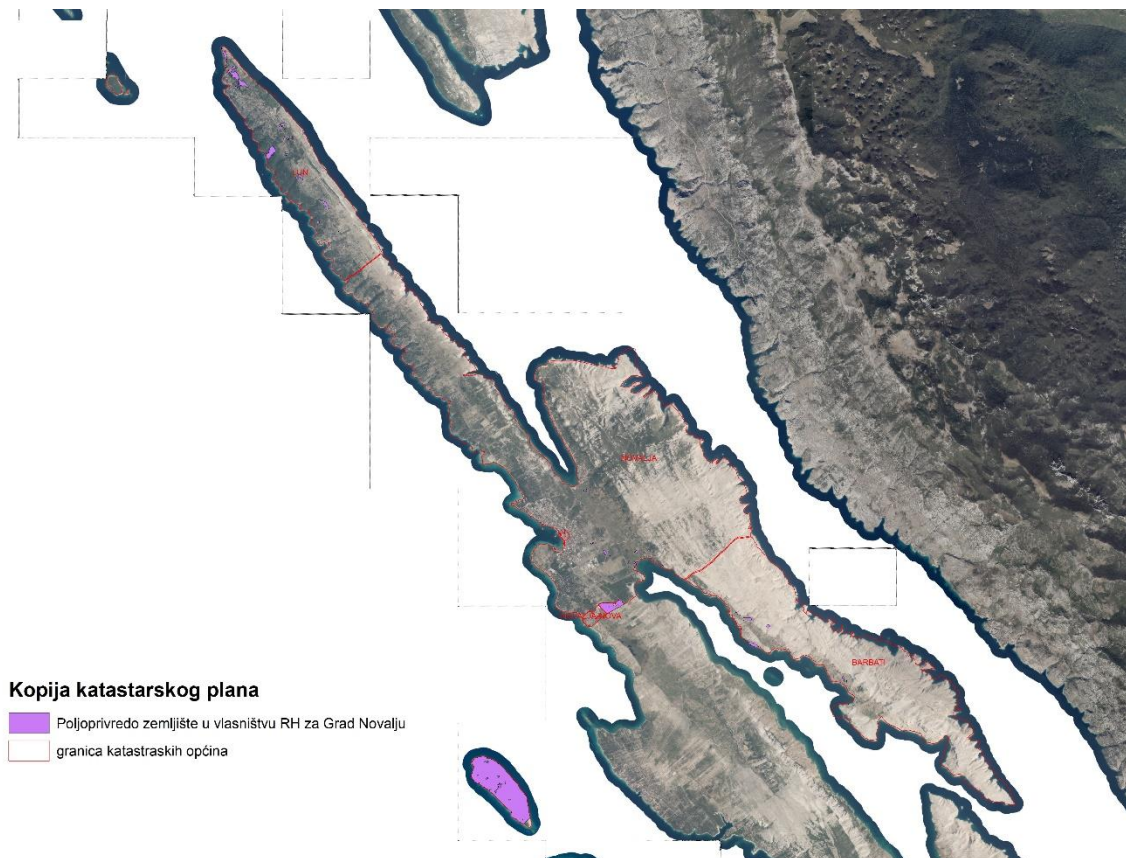 LUN
NOVALJA
BARBATI
Kopija katastarskog plana
Poljoprivredo zemljište u vlasništvu RH za Grad Novalju
granica katastraskih općina